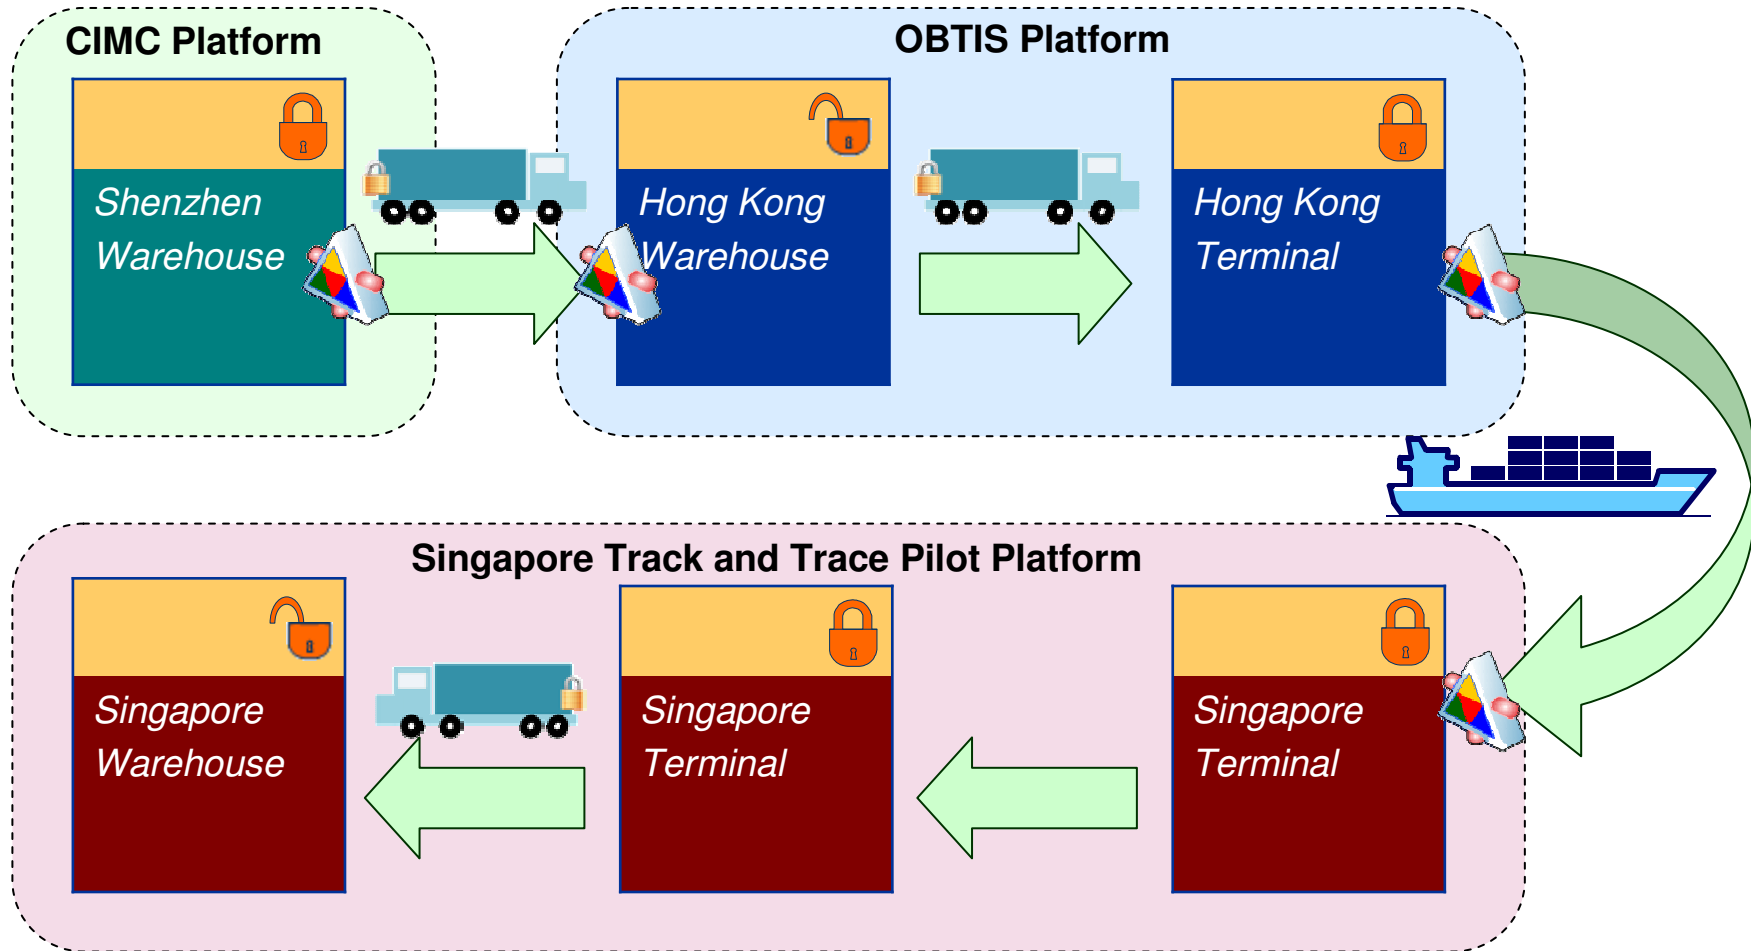 CIMC Platform
OBTIS Platform
Shenzhen
Warehouse
Hong Kong
Warehouse
Hong Kong
Terminal
Singapore Track and Trace Pilot Platform
Singapore
Warehouse
Singapore
Terminal
Singapore
Terminal